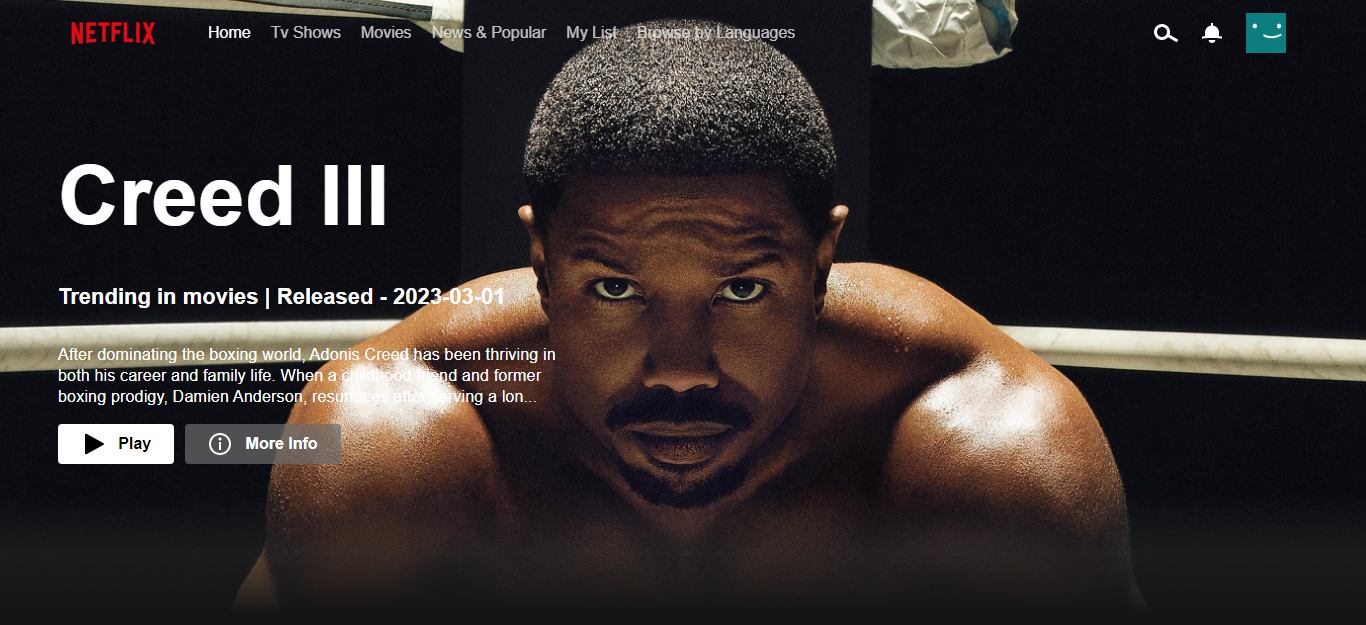 NETFLIX
Home Tv Shows Movies News & Popular My List Browse by Languages
Creed III
Trending in movies | Released - 2023-03-01
After dominating the boxing world, Adonis Creed has been thriving in
both his career and family life. When a childhood friend and former
boxing prodigy, Damien Anderson, resurfaces after serving a lon...
Play
More Info